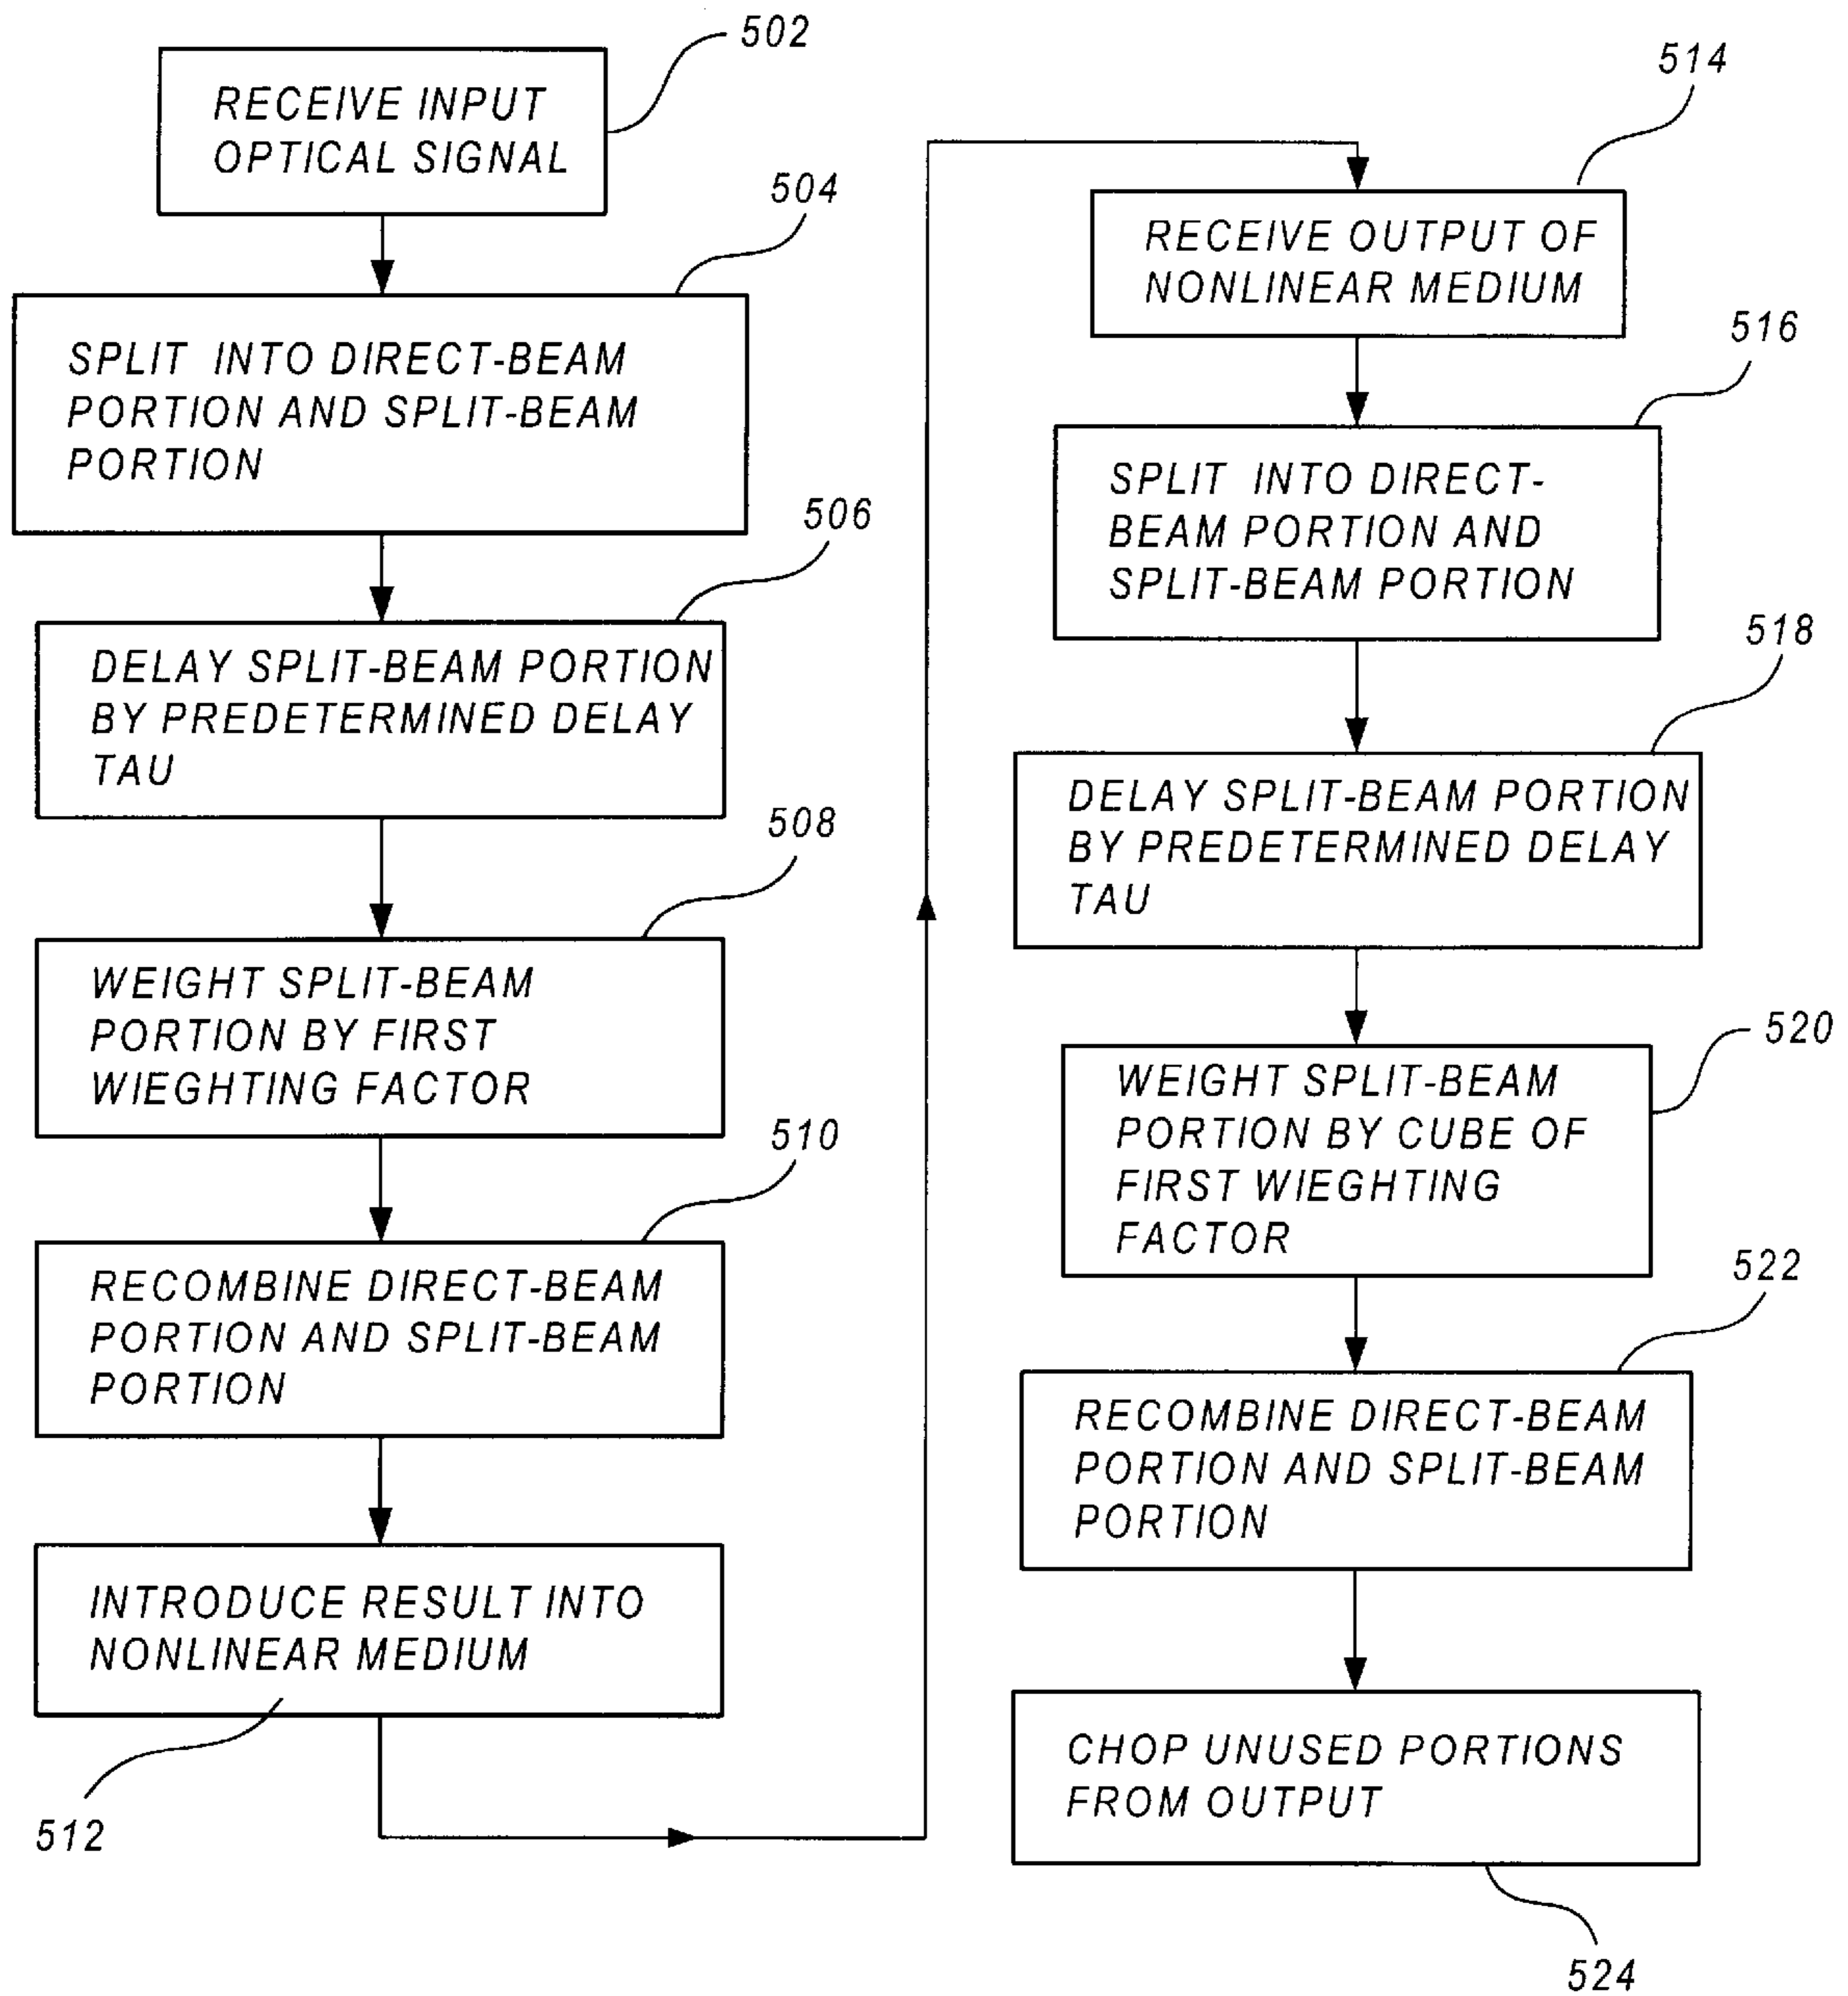 502
RECEIVE INPUT
OPTICAL SIGNAL
504
SPLIT INTO DIRECT-BEAM
PORTION AND SPLIT-BEAM
PORTION
506
DELAY SPLIT-BEAM PORTION
BY PREDETERMINED DELAY
TAU
508
WEIGHT SPLIT-BEAM
PORTION BY FIRST
WIEGHTING FACTOR
510
RECOMBINE DIRECT-BEAM
PORTION AND SPLIT-BEAM
PORTION
INTRODUCE RESULT INTO
NONLINEAR MEDIUM
512
514
RECEIVE OUTPUT OF
NONLINEAR MEDIUM
516
SPLIT INTO DIRECT-
BEAM PORTION AND
SPLIT-BEAM PORTION
518
DELAY SPLIT-BEAM PORTION
BY PREDETERMINED DELAY
TAU
520
WEIGHT SPLIT-BEAM
PORTION BY CUBE OF
FIRST WIEGHTING
FACTOR
522
RECOMBINE DIRECT-BEAM
PORTION AND SPLIT-BEAM
PORTION
CHOP UNUSED PORTIONS
FROM OUTPUT
524